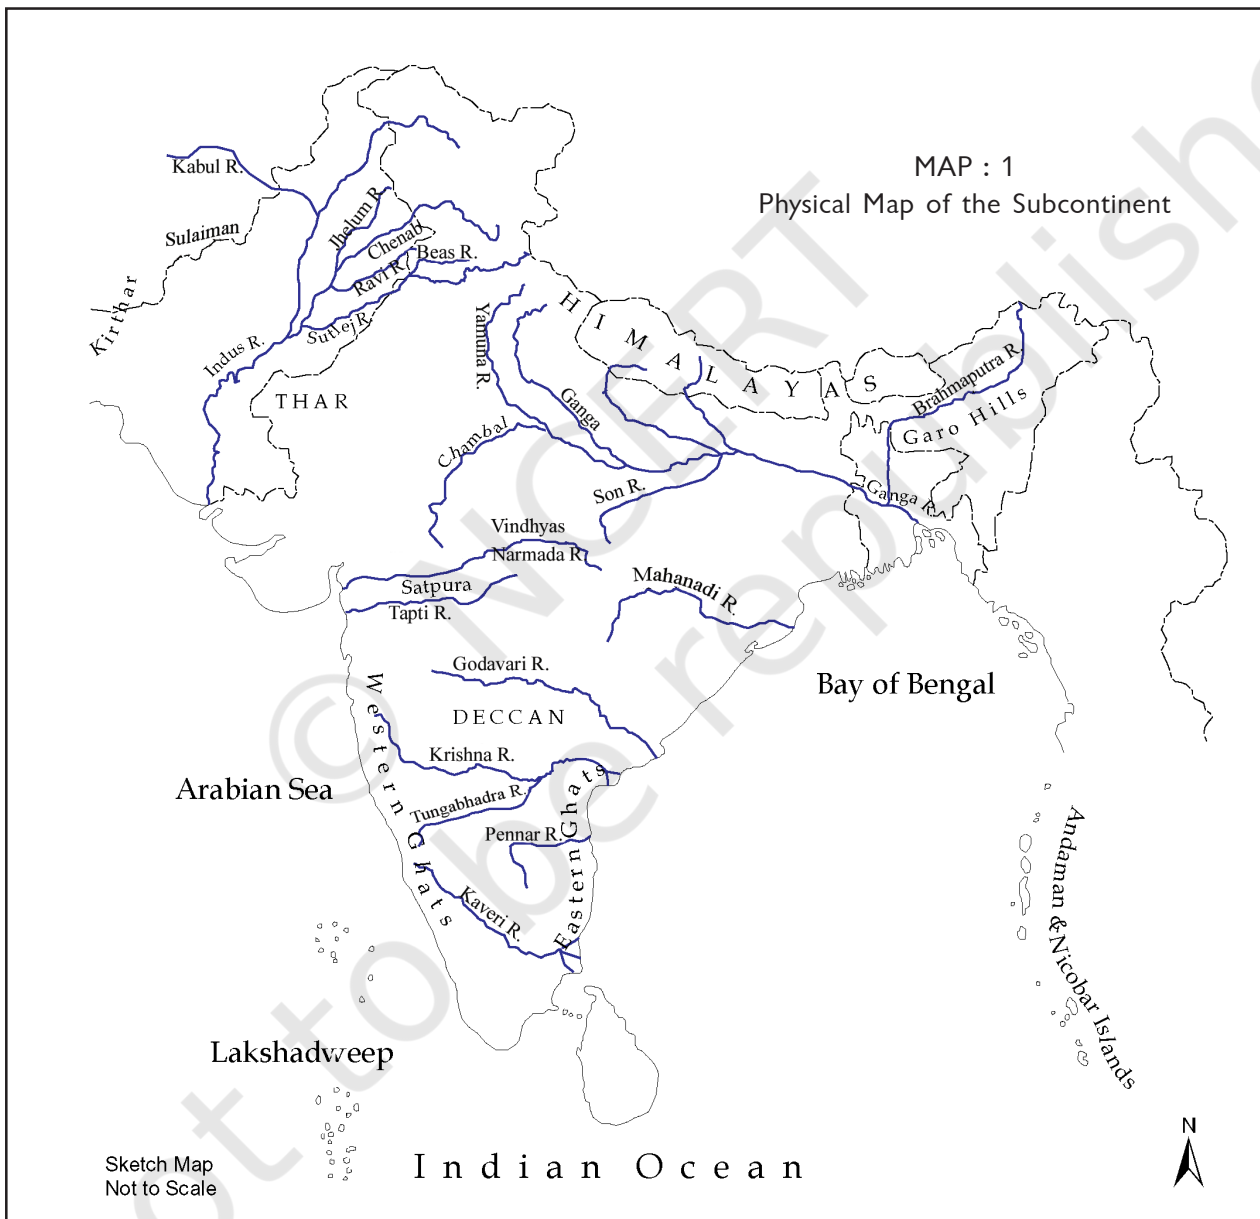 MAP : 1
Physical Map of the Subcontinent
Kabul R.
Sulaiman
Kirthar
Jhelum R.
Chenab
Ravi R.
Beas R.
Sutlej R.
Indus R.
THAR
HIMALAYAS
Yamuna R.
Ganga
Chambal
Son R.
Brahmaputra R.
Garo Hills
Ganga R.
Vindhyas
Narmada R.
Satpura
Tapti R.
Mahanadi R.
Godavari R.
DECCAN
Bay of Bengal
Western Ghats
Krishna R.
Arabian Sea
Tungabhadra R.
Pennar R.
Eastern Ghats
Kaveri R.
Andaman & Nicobar Islands
Lakshadweep
Indian Ocean
Sketch Map
Not to Scale
N
© NCERT
not to be republished